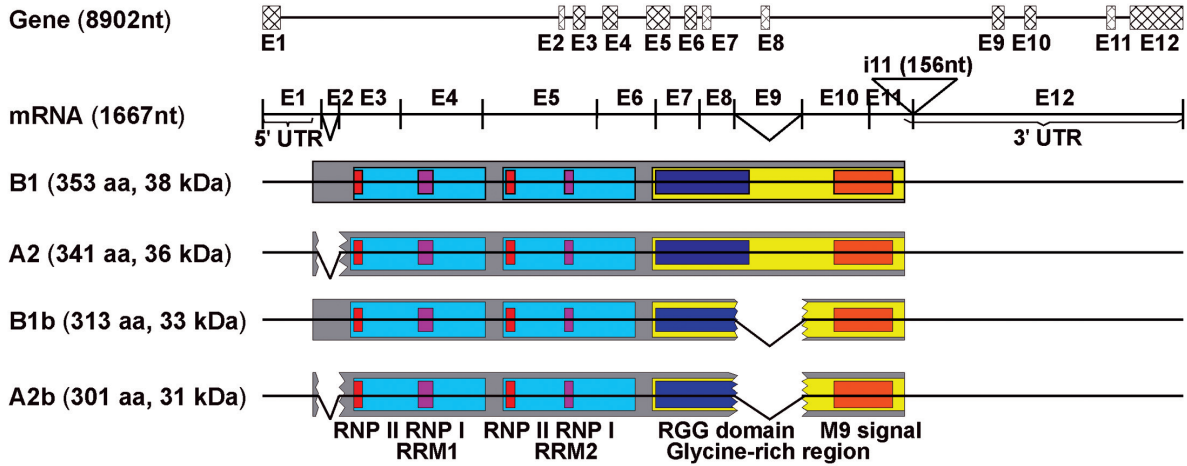 Gene (8902nt)
E1 E2 E3 E4 E5 E6 E7 E8 E9 E10 E11 E12
i11 (156nt)
mRNA (1667nt) E1 E2 E3 E4 E5 E6 E7 E8 E9 E10 E11 E12
5' UTR 3' UTR
B1 (353 aa, 38 kDa)
A2 (341 aa, 36 kDa)
B1b (313 aa, 33 kDa)
A2b (301 aa, 31 kDa)
RNP II RNP I RNP II RNP I RGG domain M9 signal
RRM1 RRM2 Glycine-rich region